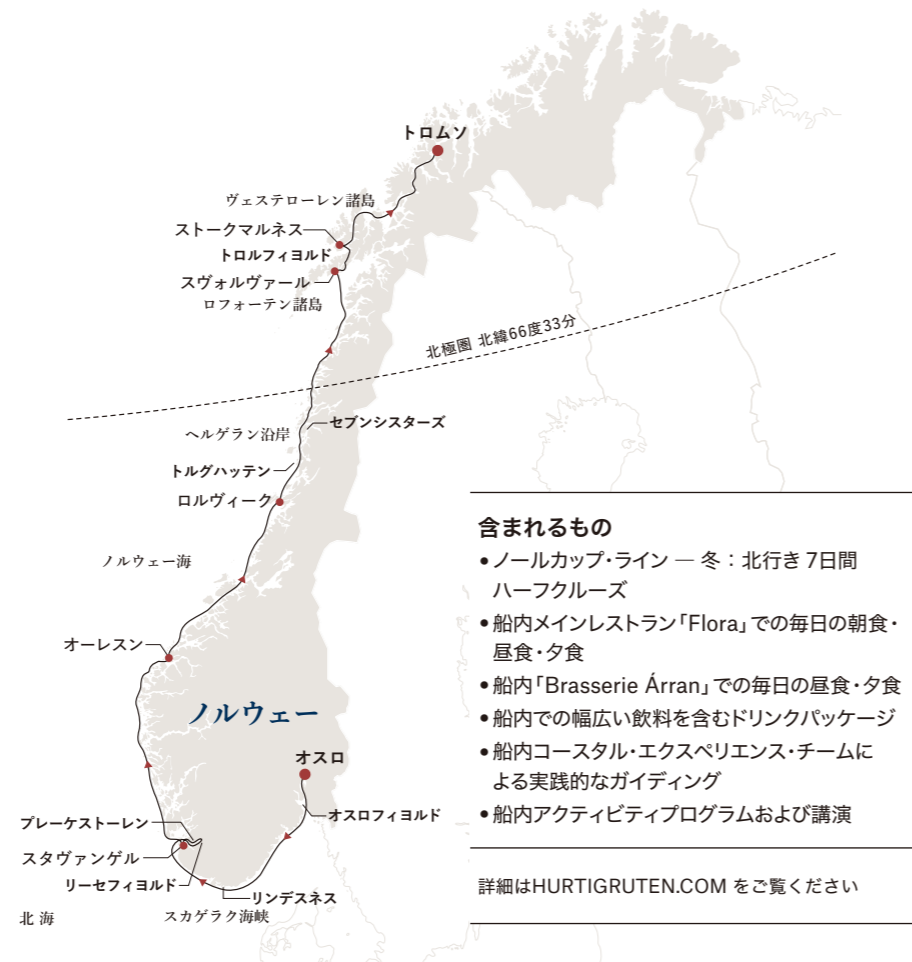 トロムソ
ヴェステローレン諸島
ストークマルネス
トロルフィヨルド
スヴォルヴァール
ロフォーテン諸島
北極圏 北緯66度33分
セブンシスターズ
ヘルゲラン沿岸
トルグハッテン
ロルヴィーク
ノルウェー海
オーレスン
ノルウェー
オスロ
オスロフィヨルド
プレーケストーレン
スタヴァンゲル
リーセフィヨルド
リンデスネス
スカゲラク海峡
北 海
含まれるもの
•ノールカップ・ライン — 冬：北行き 7日間
ハーフクルーズ
•船内メインレストラン「Flora」での毎日の朝食・
昼食・夕食
•船内「Brasserie Árran」での毎日の昼食・夕食
•船内での幅広い飲料を含むドリンクパッケージ
•船内コースタル・エクスペリエンス・チームに
よる実践的なガイディング
•船内アクティビティプログラムおよび講演
詳細はHURTIGRUTEN.COM をご覧ください